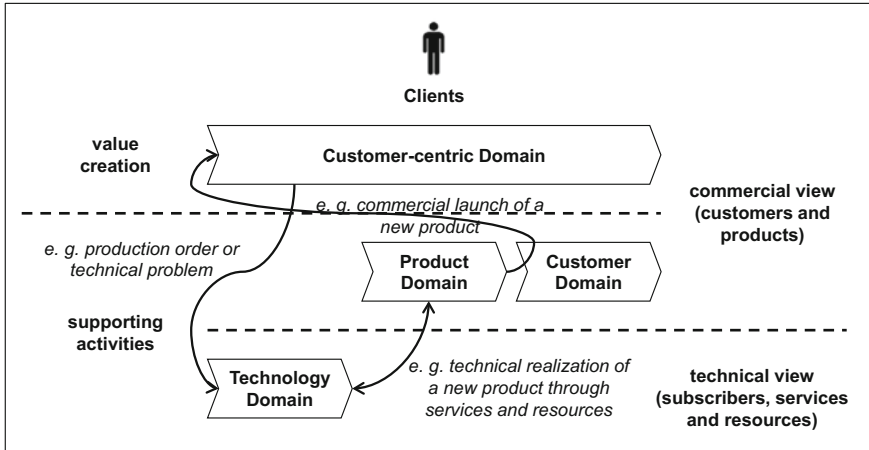 Clients
value
creation
Customer-centric Domain
e. g. commercial launch of a
new product
commercial view
(customers and
products)
e. g. production order or
technical problem
Product
Domain
Customer
Domain
supporting
activities
Technology
Domain
e. g. technical realization of
a new product through
services and resources
technical view
(subscribers, services
and resources)